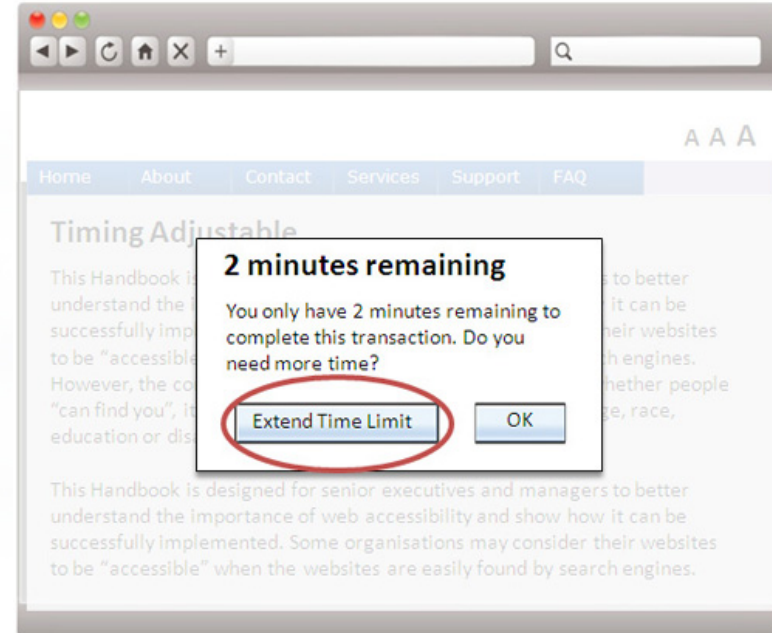 A A A
Home About Contact Services Support FAQ
Timing Adjustable
This Handbook is s to better
understand the i it can be
successfully imp heir websites
to be “accessible ch engines.
However, the co hether people
“can find you”, it ge, race,
education or disa
2 minutes remaining
You only have 2 minutes remaining to
complete this transaction. Do you
need more time?
Extend Time Limit OK
This Handbook is designed for senior executives and managers to better
understand the importance of web accessibility and show how it can be
successfully implemented. Some organisations may consider their websites
to be “accessible” when the websites are easily found by search engines.